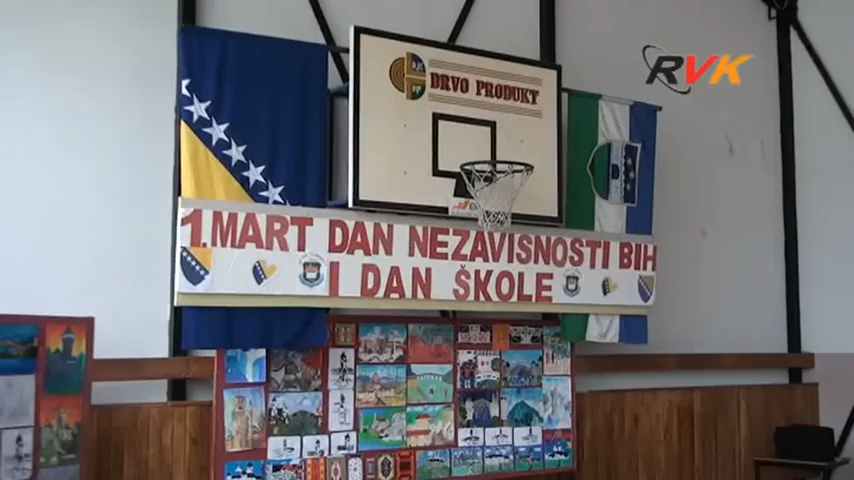 RVK
DRVO PRODUKT
1.MART DAN NEZAVISNOSTI BIH
I DAN ŠKOLE